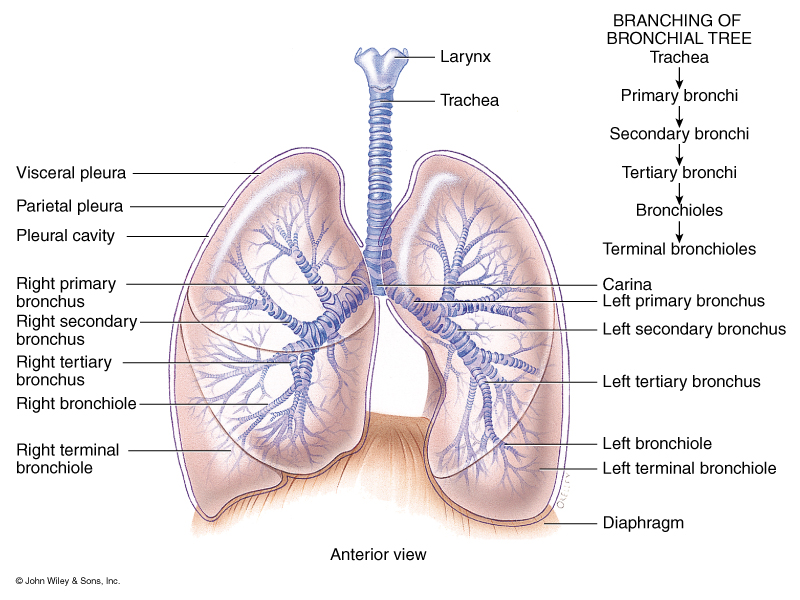 BRANCHING OF
BRONCHIAL TREE
Trachea
Primary bronchi
Secondary bronchi
Tertiary bronchi
Bronchioles
Terminal bronchioles
Larynx
Trachea
Visceral pleura
Parietal pleura
Pleural cavity
Right primary
bronchus
Right secondary
bronchus
Right tertiary
bronchus
Right bronchiole
Right terminal
bronchiole
Carina
Left primary bronchus
Left secondary bronchus
Left tertiary bronchus
Left bronchiole
Left terminal bronchiole
Diaphragm
Anterior view
© John Wiley & Sons, Inc.